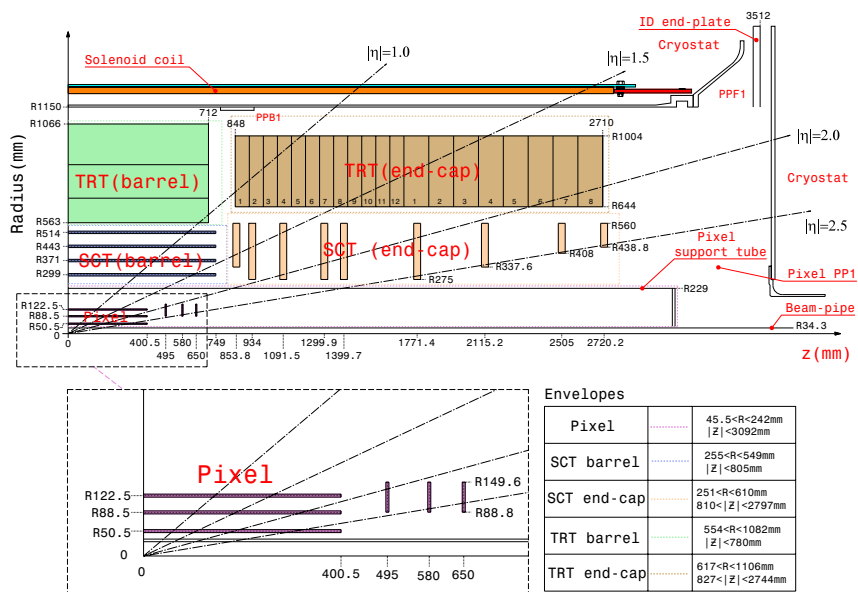 3512
ID end-plate
Cryostat
Solenoid coil
|η|=1.0
|η|=1.5
PPF1
R1150
712
PPB1
R1066
848
2710
R1004
|η|=2.0
TRT(barrel)
TRT(end-cap)
1 2 3 4 5 6 7 8 9 10 11 12 1 2 3 4 5 6 7 8
Radius(mm)
Cryostat
R644
R563
R514
R443
R371
R299
SCT(barrel)
SCT (end-cap)
R560
R438.8
R408
R337.6
R275
|η|=2.5
Pixel
support tube
Pixel PP1
R229
Beam-pipe
R122.5
R88.5
R50.5
Pixel
R34.3
0
0
400.5
580
749
934
1299.9
1771.4
2115.2
2505
2720.2
z(mm)
495
650
853.8
1091.5
1399.7
Envelopes
Pixel
45.5<R<242mm
|Z|<3092mm
SCT barrel
255<R<549mm
|Z|<805mm
SCT end-cap
251<R<610mm
810<|Z|<2797mm
TRT barrel
554<R<1082mm
|Z|<780mm
TRT end-cap
617<R<1106mm
827<|Z|<2744mm
Pixel
R122.5
R88.5
R50.5
R149.6
R88.8
0
0
400.5
495
580
650